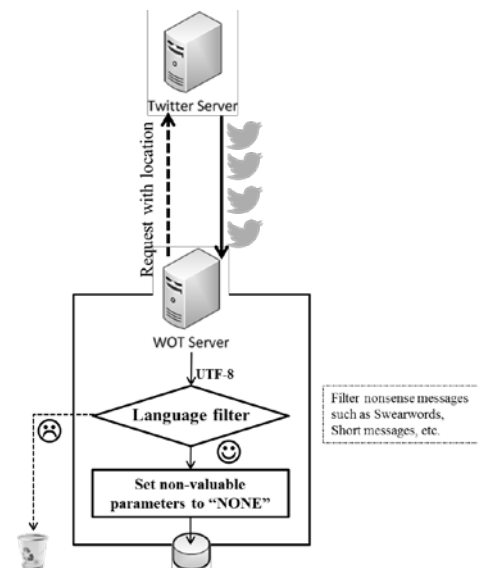 Twitter Server
Request with location
WOT Server
UTF-8
Language filter
Filter nonsense messages
such as Swearwords,
Short messages, etc.
Set non-valuable
parameters to “NONE”